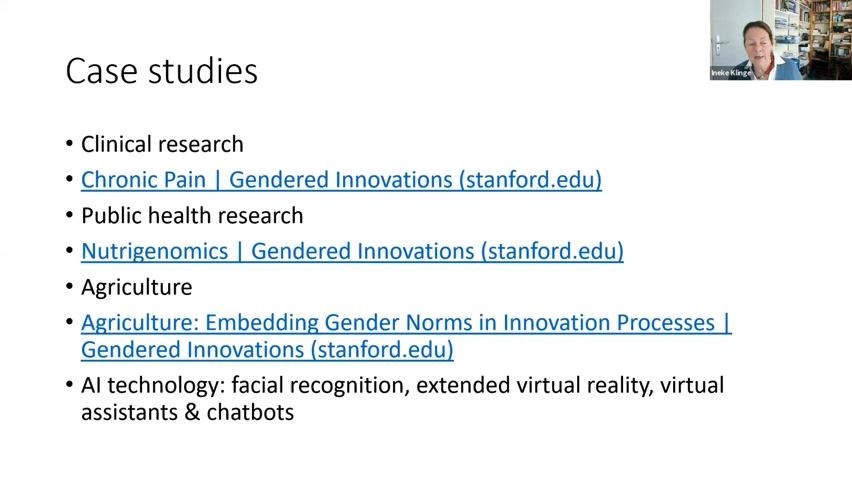 Case studies
Ineke Klinge
• Clinical research
• Chronic Pain | Gendered Innovations (stanford.edu)
• Public health research
• Nutrigenomics | Gendered Innovations (stanford.edu)
• Agriculture
• Agriculture: Embedding Gender Norms in Innovation Processes |
Gendered Innovations (stanford.edu)
• AI technology: facial recognition, extended virtual reality, virtual
assistants & chatbots